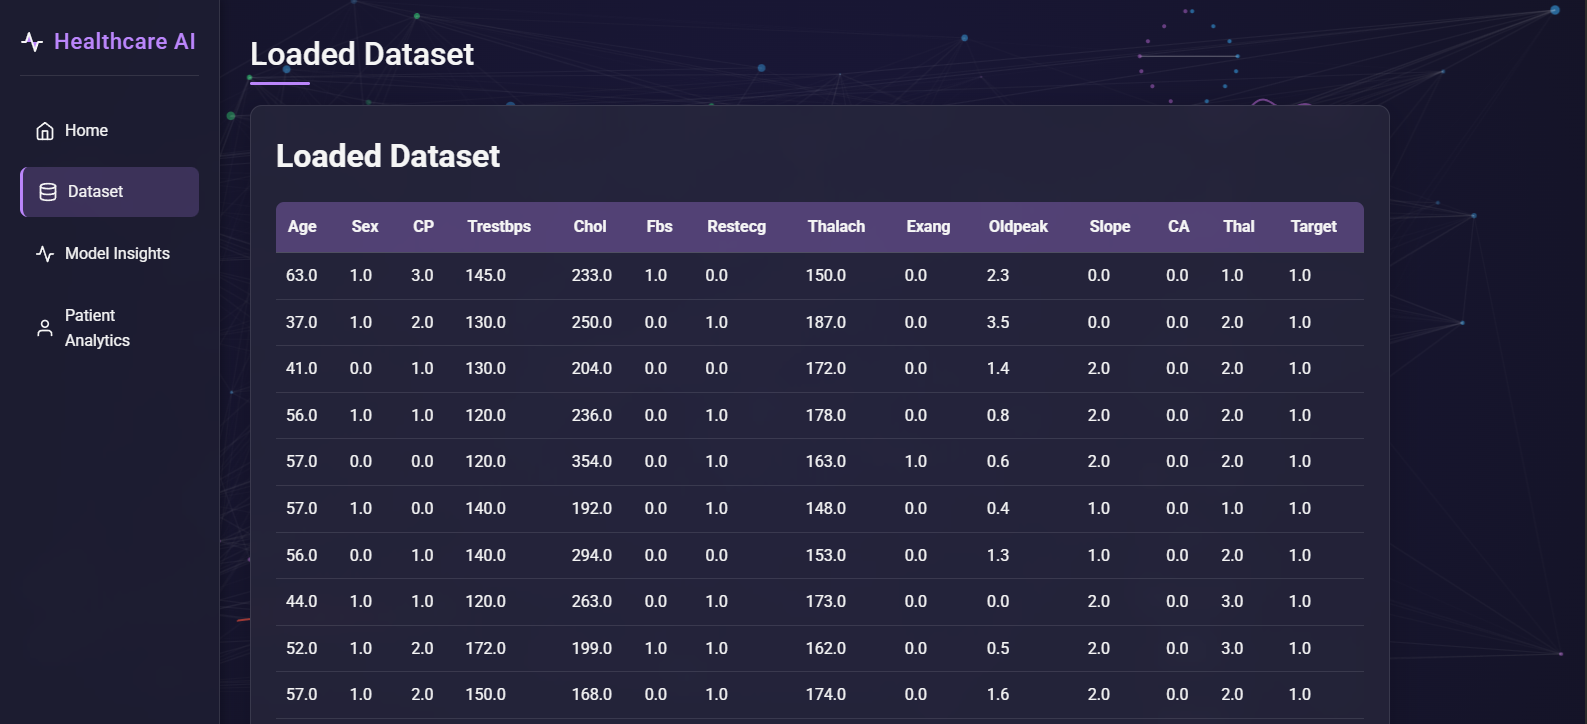 Healthcare AI
Home
Dataset
Model Insights
Patient
Analytics
Loaded Dataset
Loaded Dataset
Age Sex CP Trestbps Chol Fbs Restecg Thalach Exang Oldpeak Slope CA Thal Target
63.0 1.0 3.0 145.0 233.0 1.0 0.0 150.0 0.0 2.3 0.0 0.0 1.0 1.0
37.0 1.0 2.0 130.0 250.0 0.0 1.0 187.0 0.0 3.5 0.0 0.0 2.0 1.0
41.0 0.0 1.0 130.0 204.0 0.0 0.0 172.0 0.0 1.4 2.0 0.0 2.0 1.0
56.0 1.0 1.0 120.0 236.0 0.0 1.0 178.0 0.0 0.8 2.0 0.0 2.0 1.0
57.0 0.0 0.0 120.0 354.0 0.0 1.0 163.0 1.0 0.6 2.0 0.0 2.0 1.0
57.0 1.0 0.0 140.0 192.0 0.0 1.0 148.0 0.0 0.4 1.0 0.0 1.0 1.0
56.0 0.0 1.0 140.0 294.0 0.0 0.0 153.0 0.0 1.3 1.0 0.0 2.0 1.0
44.0 1.0 1.0 120.0 263.0 0.0 1.0 173.0 0.0 0.0 2.0 0.0 3.0 1.0
52.0 1.0 2.0 172.0 199.0 1.0 1.0 162.0 0.0 0.5 2.0 0.0 3.0 1.0
57.0 1.0 2.0 150.0 168.0 0.0 1.0 174.0 0.0 1.6 2.0 0.0 2.0 1.0